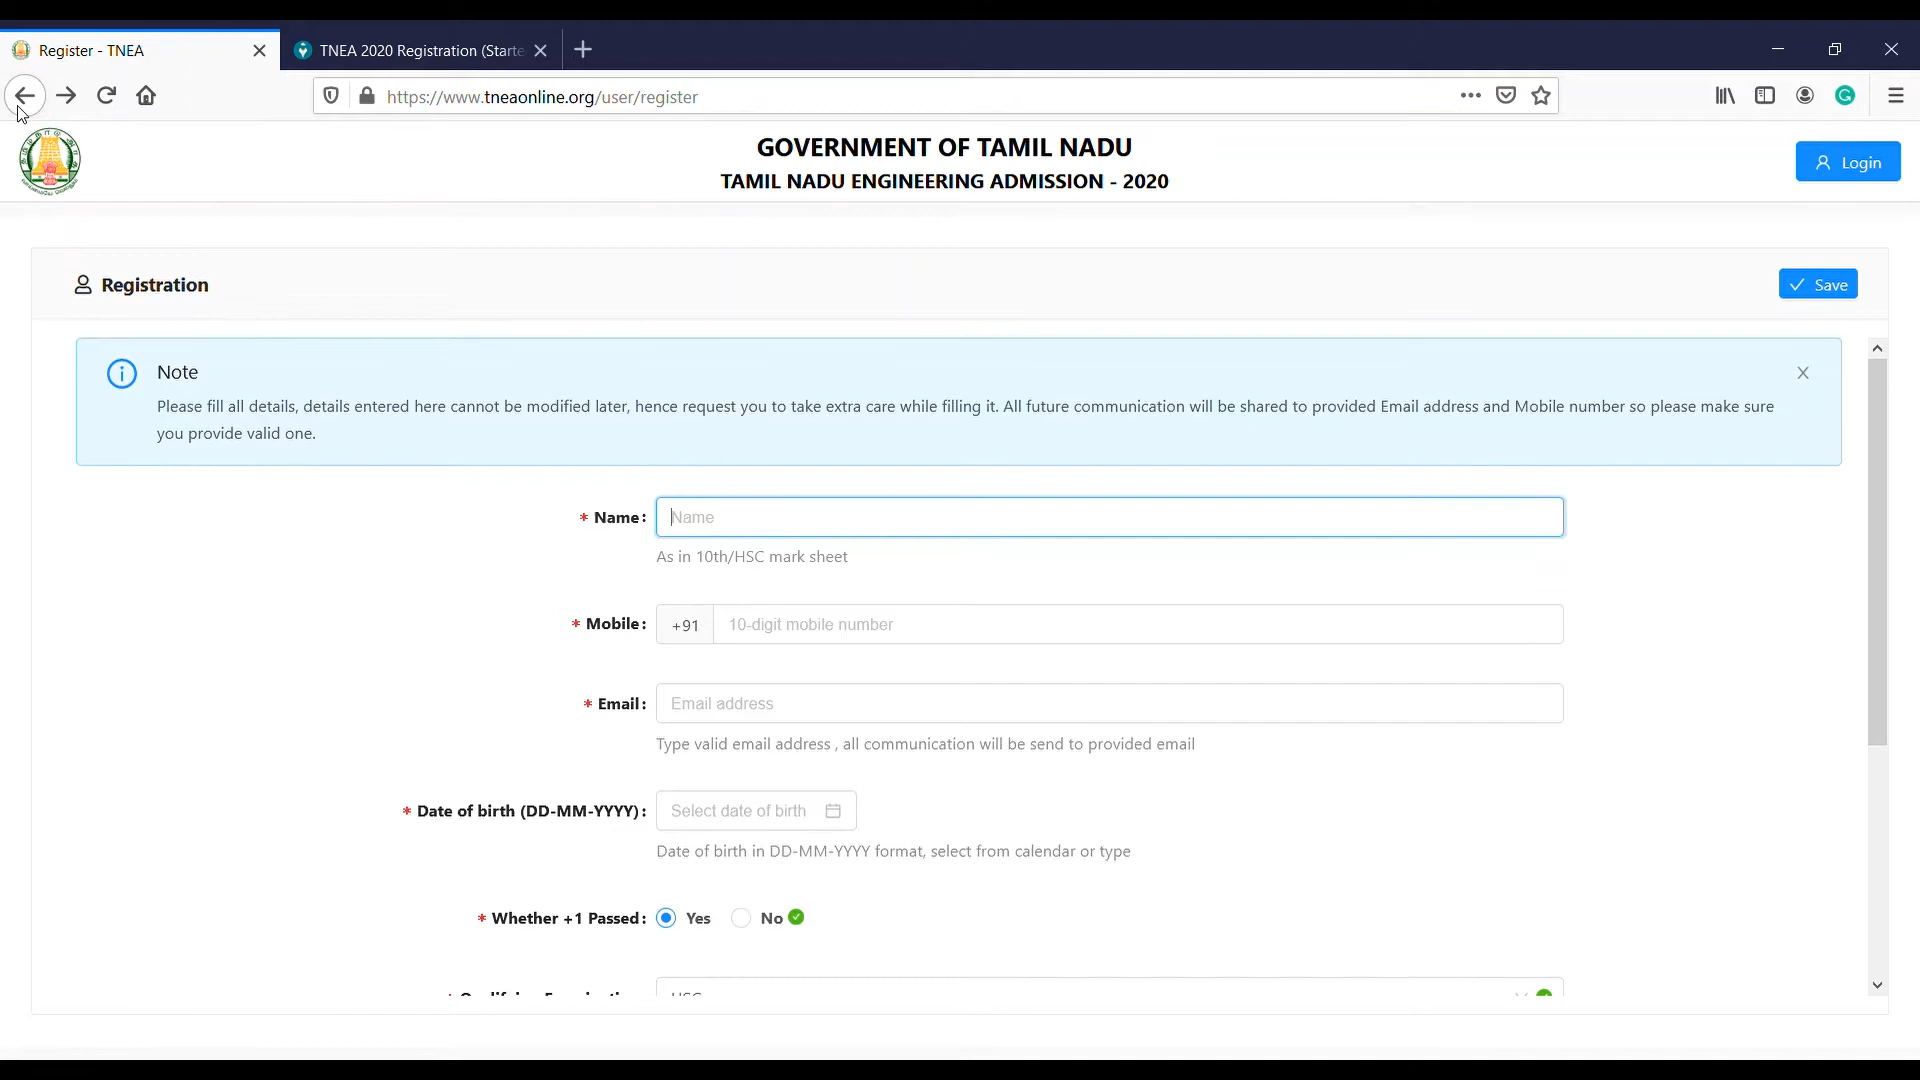 Register - TNEA
TNEA 2020 Registration (Starte
https://www.tneaonline.org/user/register
GOVERNMENT OF TAMIL NADU
TAMIL NADU ENGINEERING ADMISSION - 2020
Login
Registration
Save
Note
Please fill all details, details entered here cannot be modified later, hence request you to take extra care while filling it. All future communication will be shared to provided Email address and Mobile number so please make sure
you provide valid one.
* Name:
Name
As in 10th/HSC mark sheet
* Mobile:
+91
10-digit mobile number
* Email:
Email address
Type valid email address , all communication will be send to provided email
* Date of birth (DD-MM-YYYY):
Select date of birth
Date of birth in DD-MM-YYYY format, select from calendar or type
* Whether +1 Passed:
Yes
No